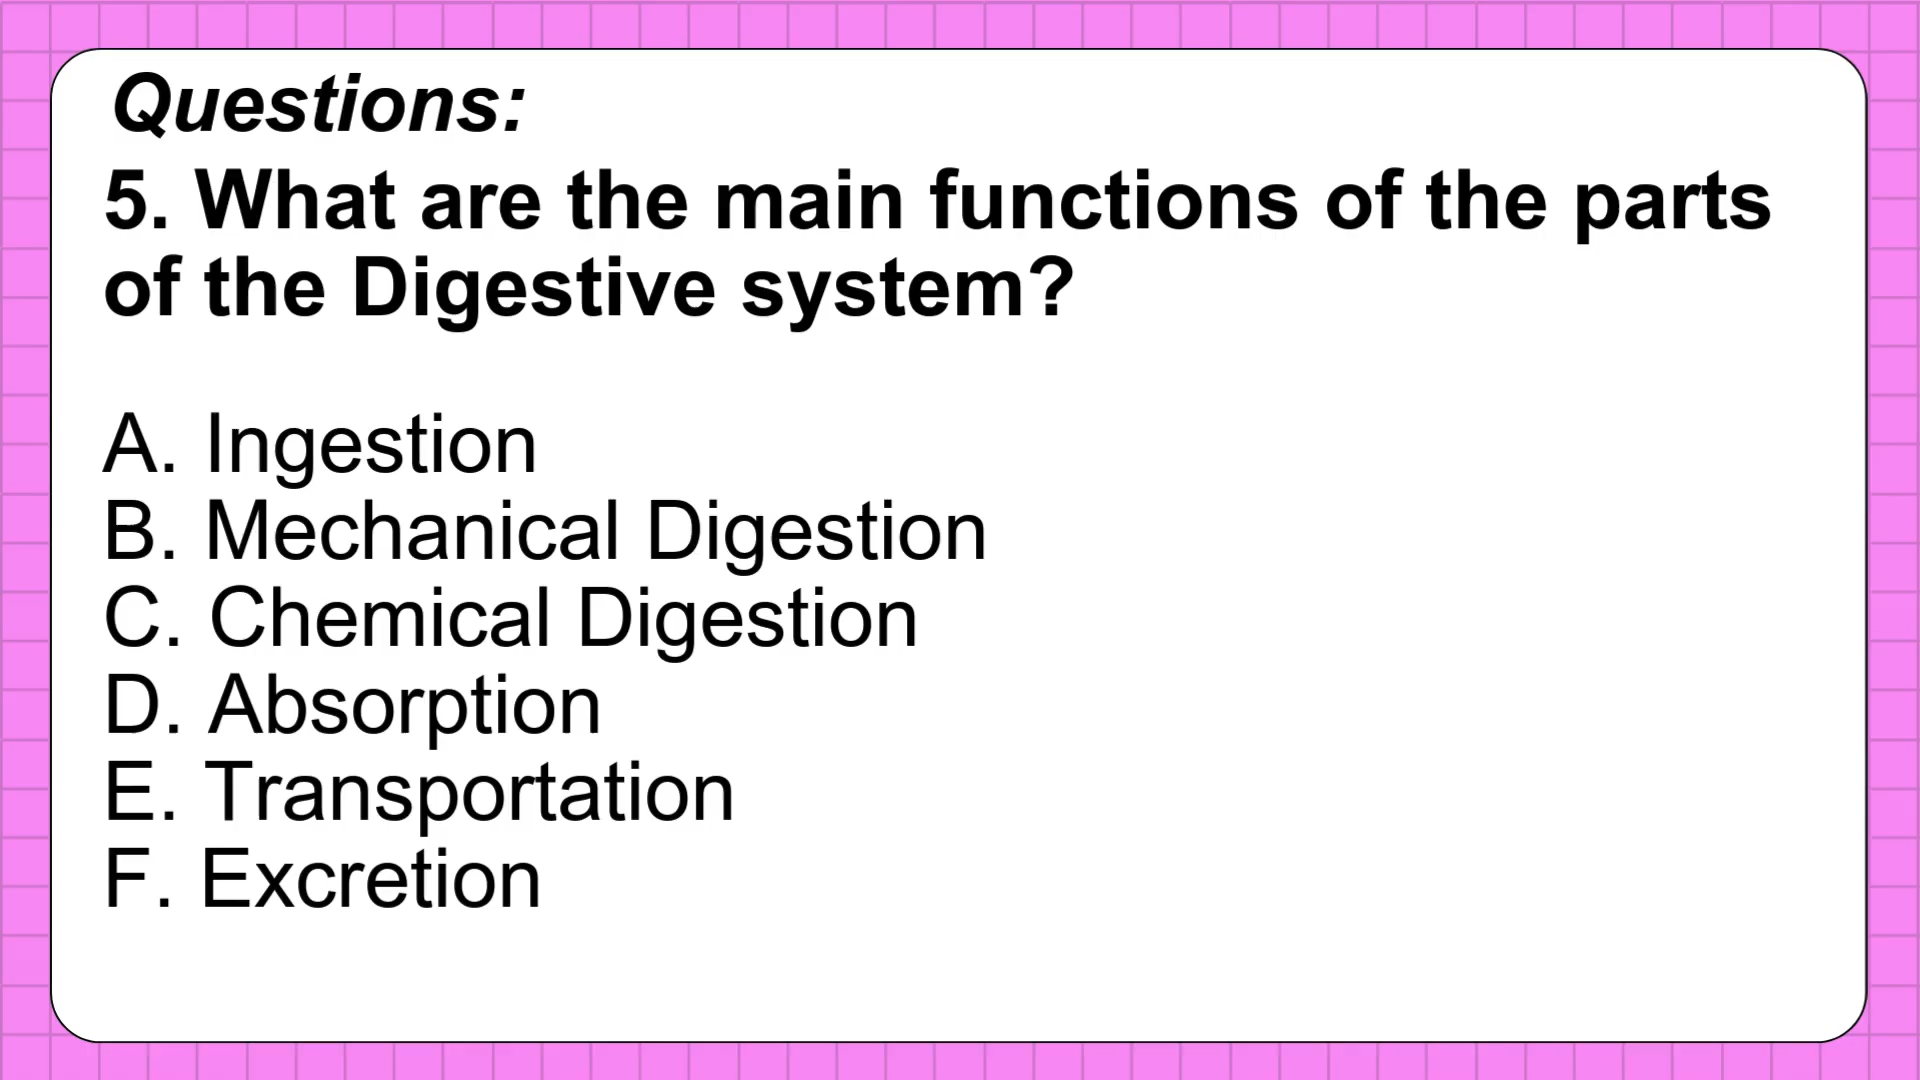 Questions:
5. What are the main functions of the parts
of the Digestive system?
A. Ingestion
B. Mechanical Digestion
C. Chemical Digestion
D. Absorption
E. Transportation
F. Excretion